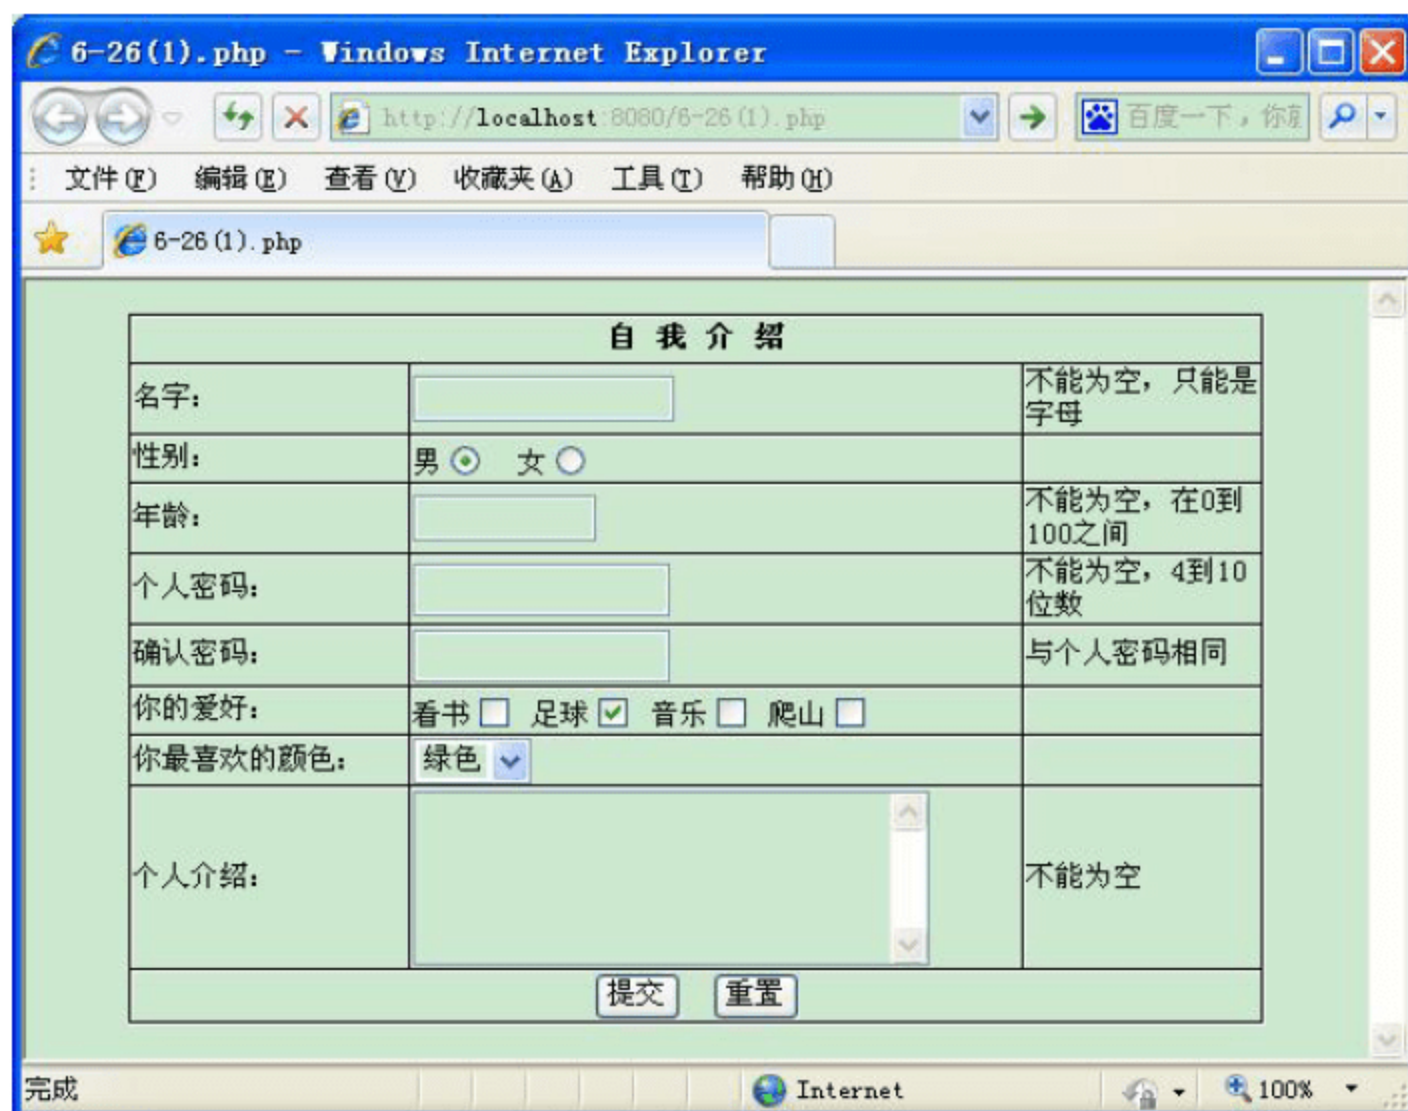 6-26(1).php - Windows Internet Explorer
http://localhost:8080/6-26(1).php
百度一下，你
文件(F) 编辑(E) 查看(V) 收藏夹(A) 工具(T) 帮助(H)
6-26(1).php
自 我 介 绍
名字：
不能为空，只能是
字母
性别： 男 女
年龄：
不能为空，在0到
100之间
个人密码：
不能为空，4到10
位数
确认密码： 与个人密码相同
你的爱好： 看书 足球 音乐 爬山
你最喜欢的颜色： 绿色
个人介绍： 不能为空
提交 重置
完成 Internet 100%